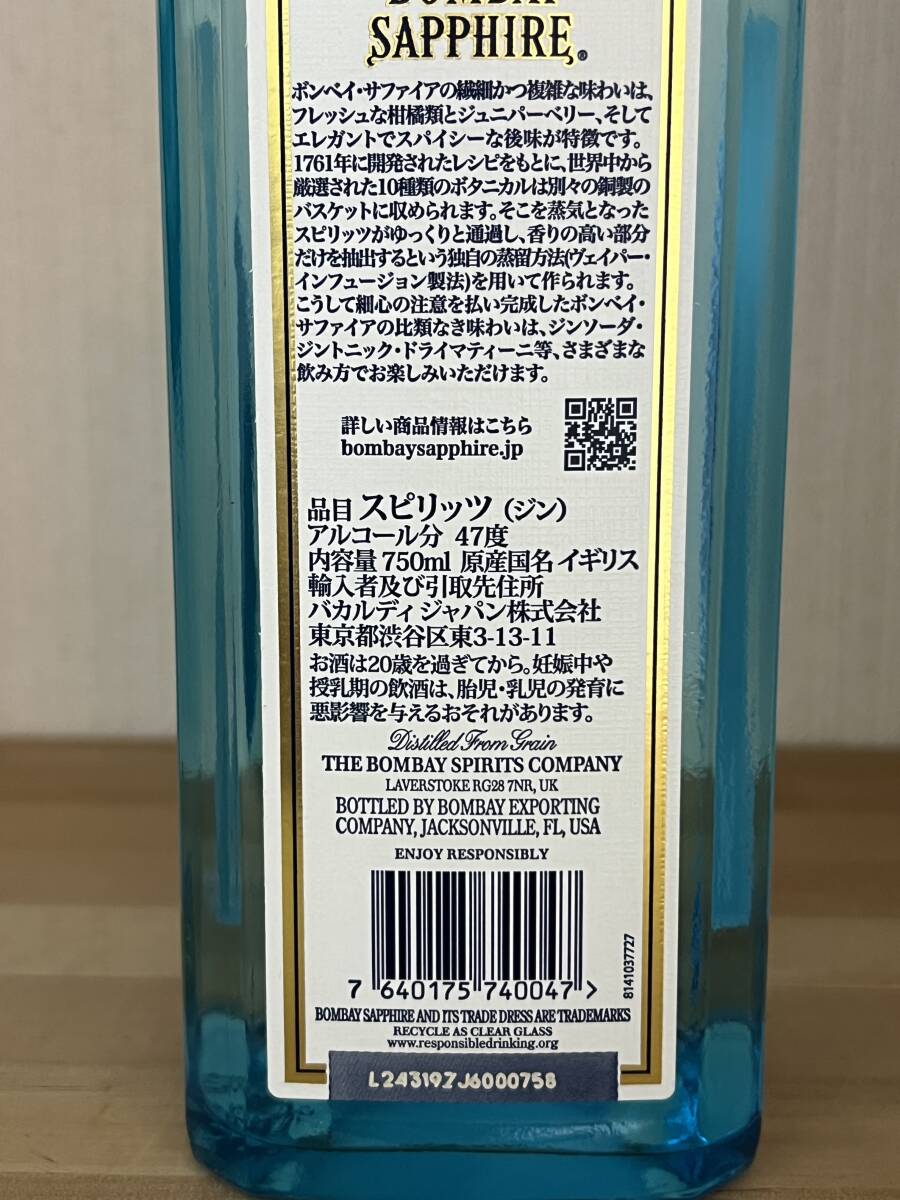 BOMBAY
SAPPHIRE®
ボンベイ・サファイアの繊細かつ複雑な味わいは、
フレッシュな柑橘類とジュニパーベリー、そして
エレガントでスパイシーな後味が特徴です。
1761年に開発されたレシピをもとに、世界中から
厳選された10種類のボタニカルは別々の銅製の
バスケットに収められます。そこを蒸気となった
スピリッツがゆっくりと通過し、香りの高い部分
だけを抽出するという独自の蒸留方法(ヴェイパー・
インフュージョン製法)を用いて作られます。
こうして細心の注意を払い完成したボンベイ・
サファイアの比類なき味わいは、ジンソーダ・
ジントニック・ドライマティーニ等、さまざまな
飲み方でお楽しみいただけます。
詳しい商品情報はこちら
bombaysapphire.jp
品目 スピリッツ (ジン)
アルコール分 47度
内容量 750ml 原産国名 イギリス
輸入者及び引取先住所
バカルディ ジャパン株式会社
東京都渋谷区東3-13-11
お酒は20歳を過ぎてから。妊娠中や
授乳期の飲酒は、胎児・乳児の発育に
悪影響を与えるおそれがあります。
Distilled From Grain
THE BOMBAY SPIRITS COMPANY
LAVERSTOKE RG28 7NR, UK
BOTTLED BY BOMBAY EXPORTING
COMPANY, JACKSONVILLE, FL, USA
ENJOY RESPONSIBLY
7 640175 740047 >
8141037727
BOMBAY SAPPHIRE AND ITS TRADE DRESS ARE TRADEMARKS
RECYCLE AS CLEAR GLASS
www.responsibledrinking.org
L24319ZJ6000758